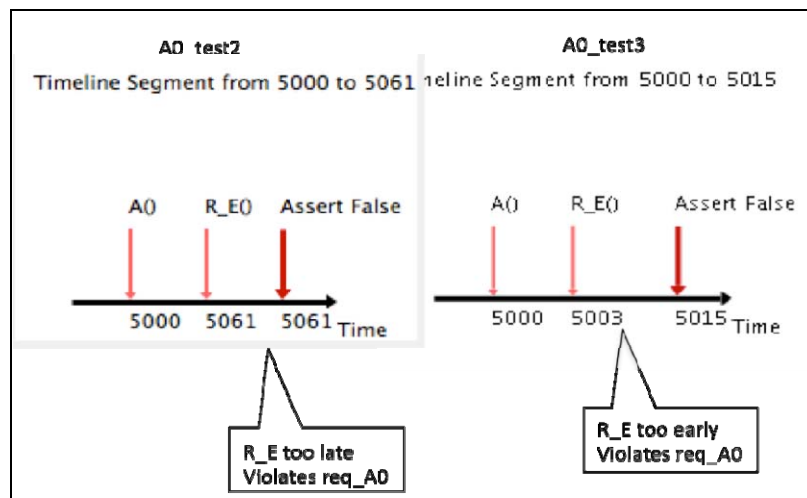 A0_test2
Timeline Segment from 5000 to 5061
A() R_E() Assert False
5000 5061 5061 Time
R_E too late
Violates req_A0
A0_test3
neline Segment from 5000 to 5015
A() R_E() Assert False
5000 5003 5015 Time
R_E too early
Violates req_A0